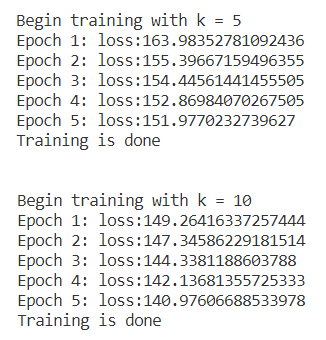 Begin training with k = 5
Epoch 1: loss:163.98352781092436
Epoch 2: loss:155.39667159496355
Epoch 3: loss:154.44561441455505
Epoch 4: loss:152.86984070267505
Epoch 5: loss:151.9770232739627
Training is done
Begin training with k = 10
Epoch 1: loss:149.26416337257444
Epoch 2: loss:147.34586229181514
Epoch 3: loss:144.3381188603788
Epoch 4: loss:142.13681355725333
Epoch 5: loss:140.97606688533978
Training is done